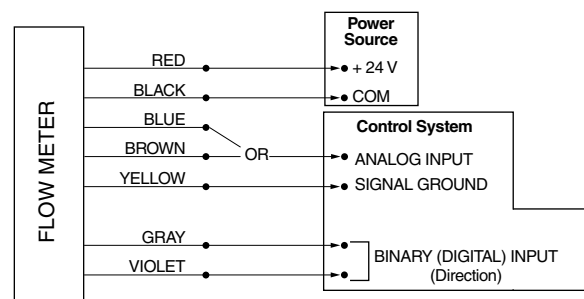 Power
Source
RED
+ 24 V
BLACK
COM
BLUE
Control System
BROWN
OR
ANALOG INPUT
YELLOW
SIGNAL GROUND
FLOW METER
GRAY
BINARY (DIGITAL) INPUT
(Direction)
VIOLET